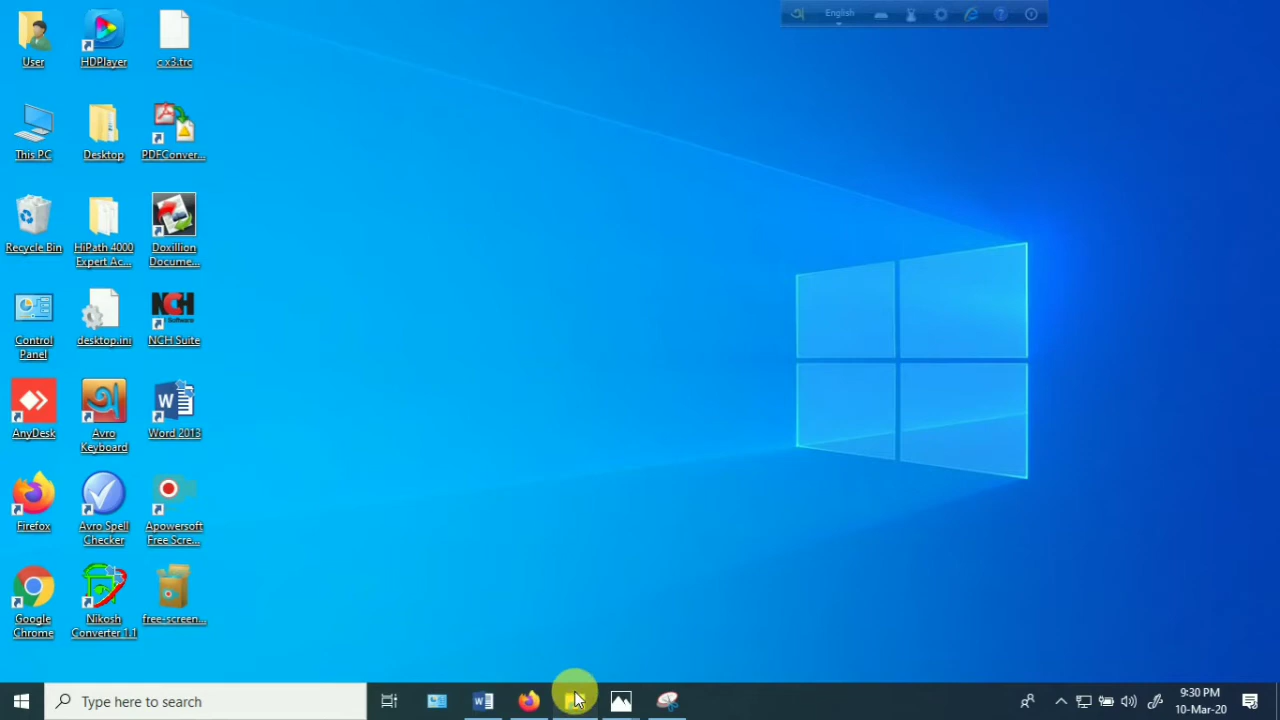 English
User
HDPlayer
c.x3.trc
This PC
Desktop
PDFConver...
Recycle Bin
HiPath 4000
Expert Ac...
Doxillion
Docume...
Control
Panel
desktop.ini
NCH
Software
NCH Suite
AnyDesk
অ
Avro
Keyboard
Word 2013
Firefox
Avro Spell
Checker
Apowersoft
Free Scre...
Google
Chrome
Nikosh
Converter 1.1
free-screen...
Type here to search
9:30 PM
10-Mar-20